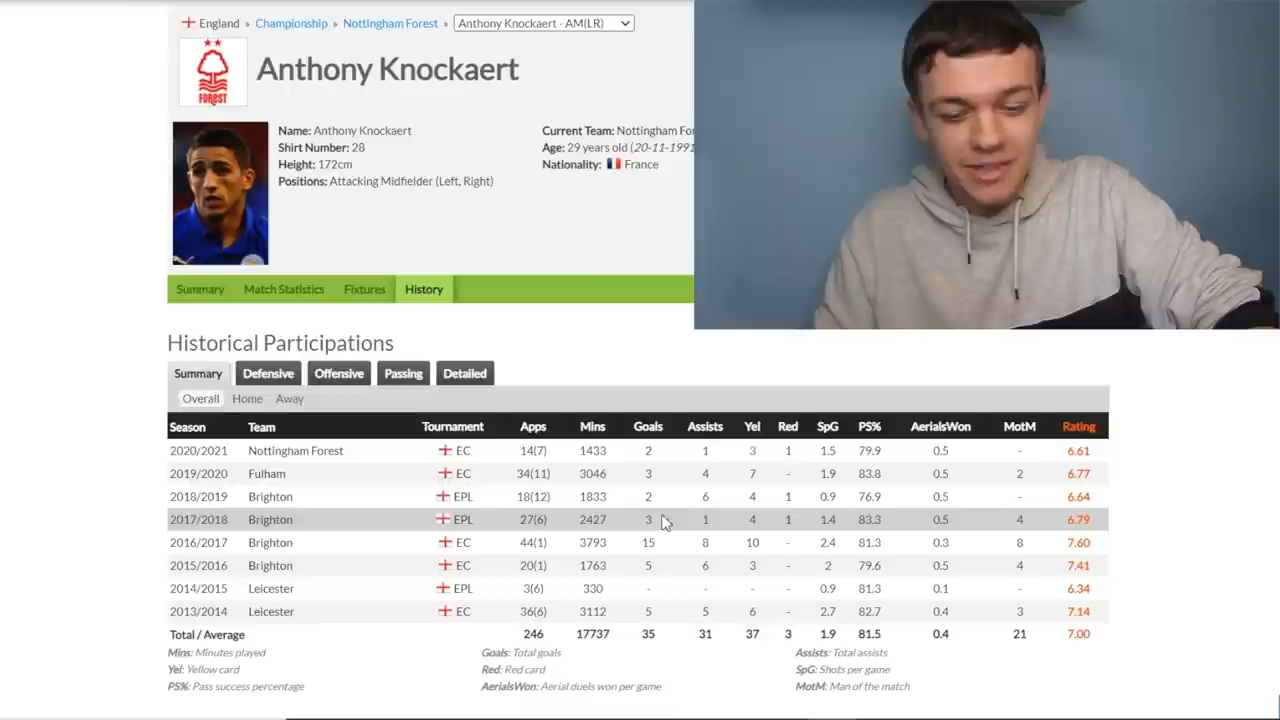 England » Championship » Nottingham Forest » Anthony Knockaert - AM(LR)
FOREST
Anthony Knockaert
Name: Anthony Knockaert
Shirt Number: 28
Height: 172cm
Positions: Attacking Midfielder (Left, Right)
Current Team: Nottingham For
Age: 29 years old (20-11-1991
Nationality: France
Summary Match Statistics Fixtures History
Historical Participations
Summary Defensive Offensive Passing Detailed
Overall Home Away
Season Team Tournament Apps Mins Goals Assists Yel Red SpG PS% AerialsWon MotM Rating
2020/2021 Nottingham Forest EC 14(7) 1433 2 1 3 1 1.5 79.9 0.5 - 6.61
2019/2020 Fulham EC 34(11) 3046 3 4 7 - 1.9 83.8 0.5 2 6.77
2018/2019 Brighton EPL 18(12) 1833 2 6 4 1 0.9 76.9 0.5 - 6.64
2017/2018 Brighton EPL 27(6) 2427 3 1 4 1 1.4 83.3 0.5 4 6.79
2016/2017 Brighton EC 44(1) 3793 15 8 10 - 2.4 81.3 0.3 8 7.60
2015/2016 Brighton EC 20(1) 1763 5 6 3 - 2 79.6 0.5 4 7.41
2014/2015 Leicester EPL 3(6) 330 - - - - 0.9 81.3 0.1 - 6.34
2013/2014 Leicester EC 36(6) 3112 5 5 6 - 2.7 82.7 0.4 3 7.14
Total / Average 246 17737 35 31 37 3 1.9 81.5 0.4 21 7.00
Mins: Minutes played Goals: Total goals Assists: Total assists
Yel: Yellow card Red: Red card SpG: Shots per game
PS%: Pass success percentage AerialsWon: Aerial duels won per game MotM: Man of the match